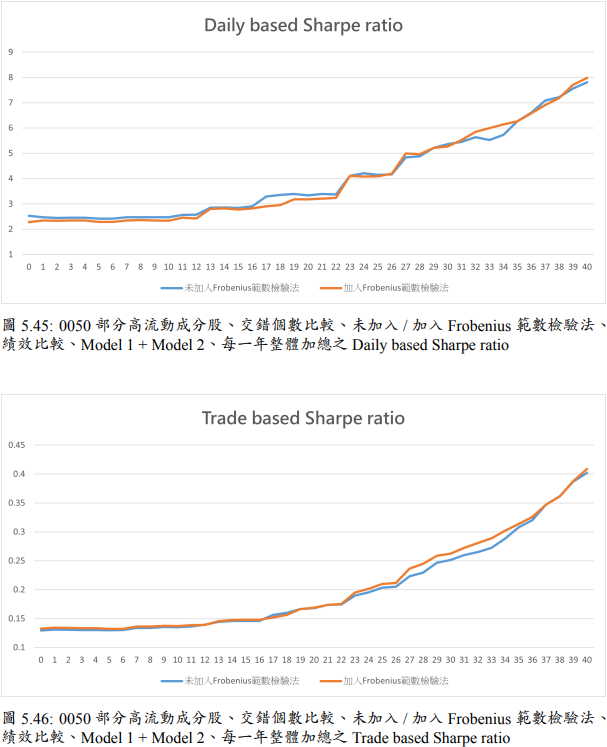 Daily based Sharpe ratio
9
8
7
6
5
4
3
2
1
0 1 2 3 4 5 6 7 8 9 10 11 12 13 14 15 16 17 18 19 20 21 22 23 24 25 26 27 28 29 30 31 32 33 34 35 36 37 38 39 40
未加入Frobenius範數檢驗法 加入Frobenius範數檢驗法
圖 5.45: 0050 部分高流動成分股、交錯個數比較、未加入 / 加入 Frobenius 範數檢驗法、
績效比較、Model 1 + Model 2、每一年整體加總之 Daily based Sharpe ratio
Trade based Sharpe ratio
0.45
0.4
0.35
0.3
0.25
0.2
0.15
0.1
0 1 2 3 4 5 6 7 8 9 10 11 12 13 14 15 16 17 18 19 20 21 22 23 24 25 26 27 28 29 30 31 32 33 34 35 36 37 38 39 40
未加入Frobenius範數檢驗法 加入Frobenius範數檢驗法
圖 5.46: 0050 部分高流動成分股、交錯個數比較、未加入 / 加入 Frobenius 範數檢驗法、
績效比較、Model 1 + Model 2、每一年整體加總之 Trade based Sharpe ratio